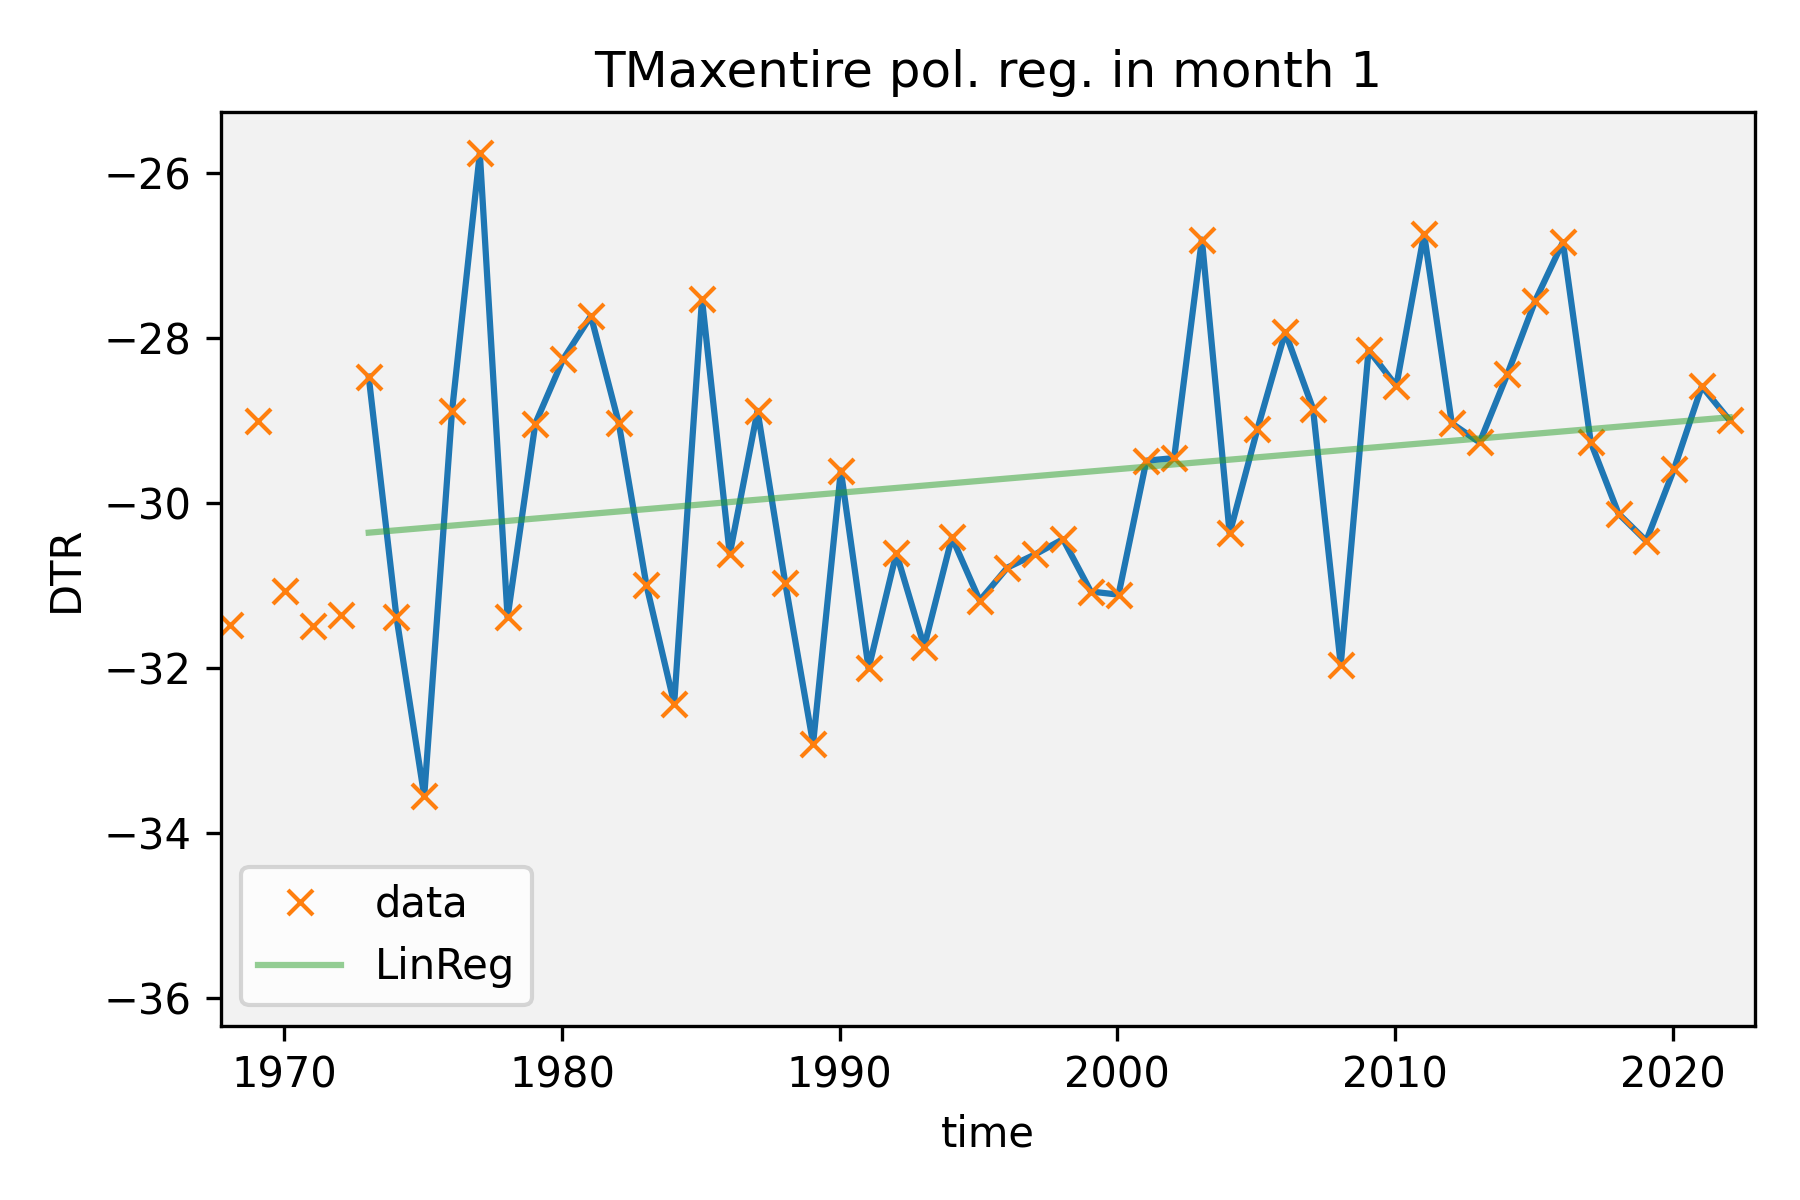 TMaxentire pol. reg. in month 1
−26
−28
−30
−32
−34
−36
DTR
data
LinReg
1970 1980 1990 2000 2010 2020
time